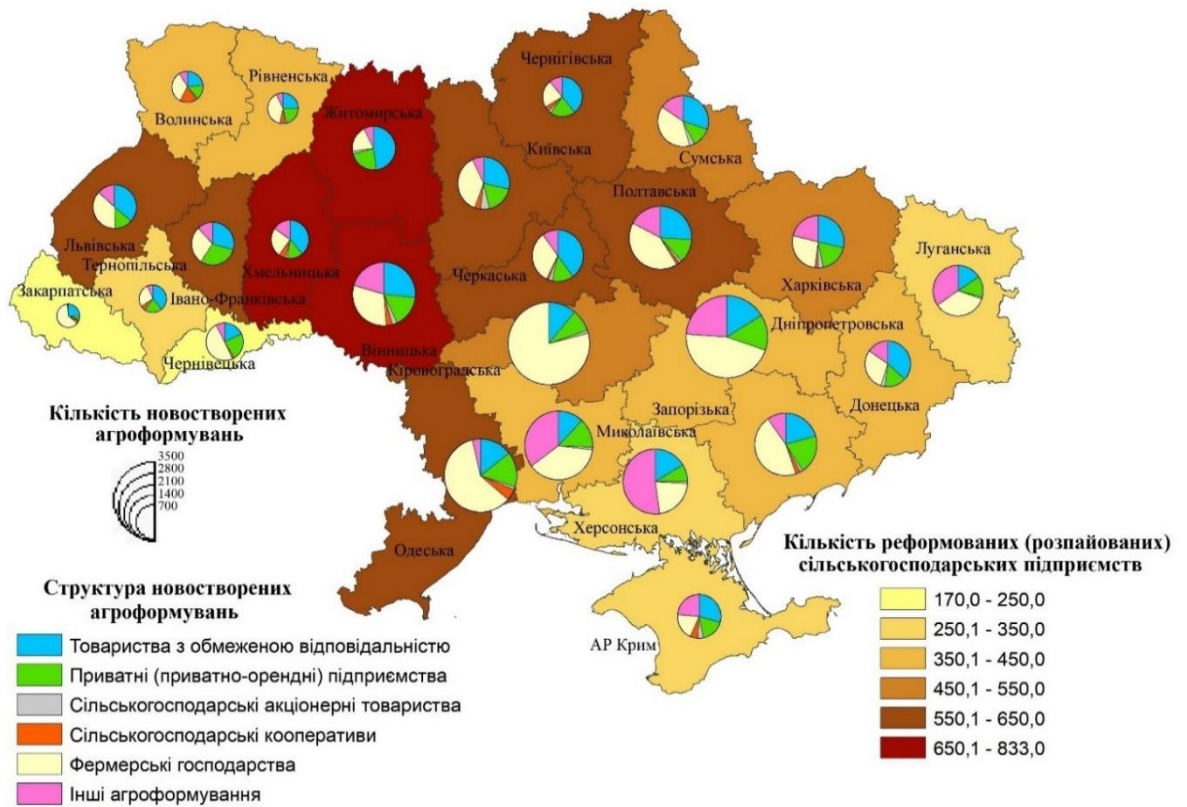 Чернігівська
Рівненська
Волинська
Житомирська
Київська
Сумська
Полтавська
Львівська
Тернопільська
Хмельницька
Черкаська
Харківська
Луганська
Закарпатська
Івано-Франківська
Вінницька
Дніпропетровська
Чернівецька
Кіровоградська
Запорізька
Донецька
Миколаївська
Херсонська
Одеська
АР Крим
Кількість новостворених
агроформувань
3500
2800
2100
1400
700
Структура новостворених
агроформувань
Товариства з обмеженою відповідальністю
Приватні (приватно-орендні) підприємства
Сільськогосподарські акціонерні товариства
Сільськогосподарські кооперативи
Фермерські господарства
Інші агроформування
Кількість реформованих (розпайованих)
сільськогосподарських підприємств
170,0 - 250,0
250,1 - 350,0
350,1 - 450,0
450,1 - 550,0
550,1 - 650,0
650,1 - 833,0